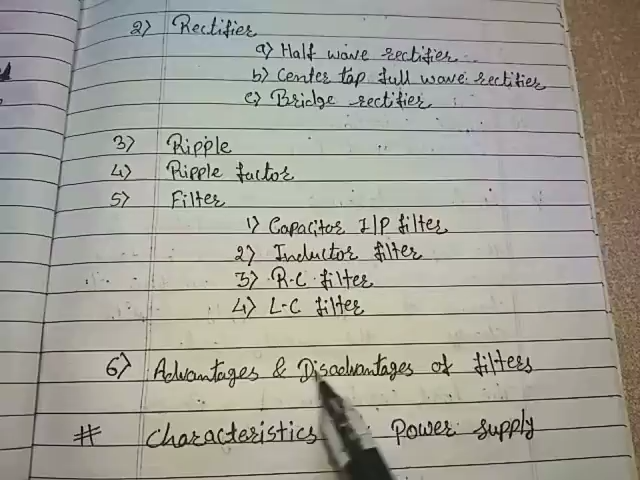 2) Rectifier
a) Half wave rectifier
b) Center tap full wave rectifier
c) Bridge rectifier
3) Ripple
4) Ripple factor
5) Filter
1) Capacitor I/P filter
2) Inductor filter
3) R-C filter
4) L-C filter
6) Advantages & Disadvantages of filters
# Characteristics Power supply